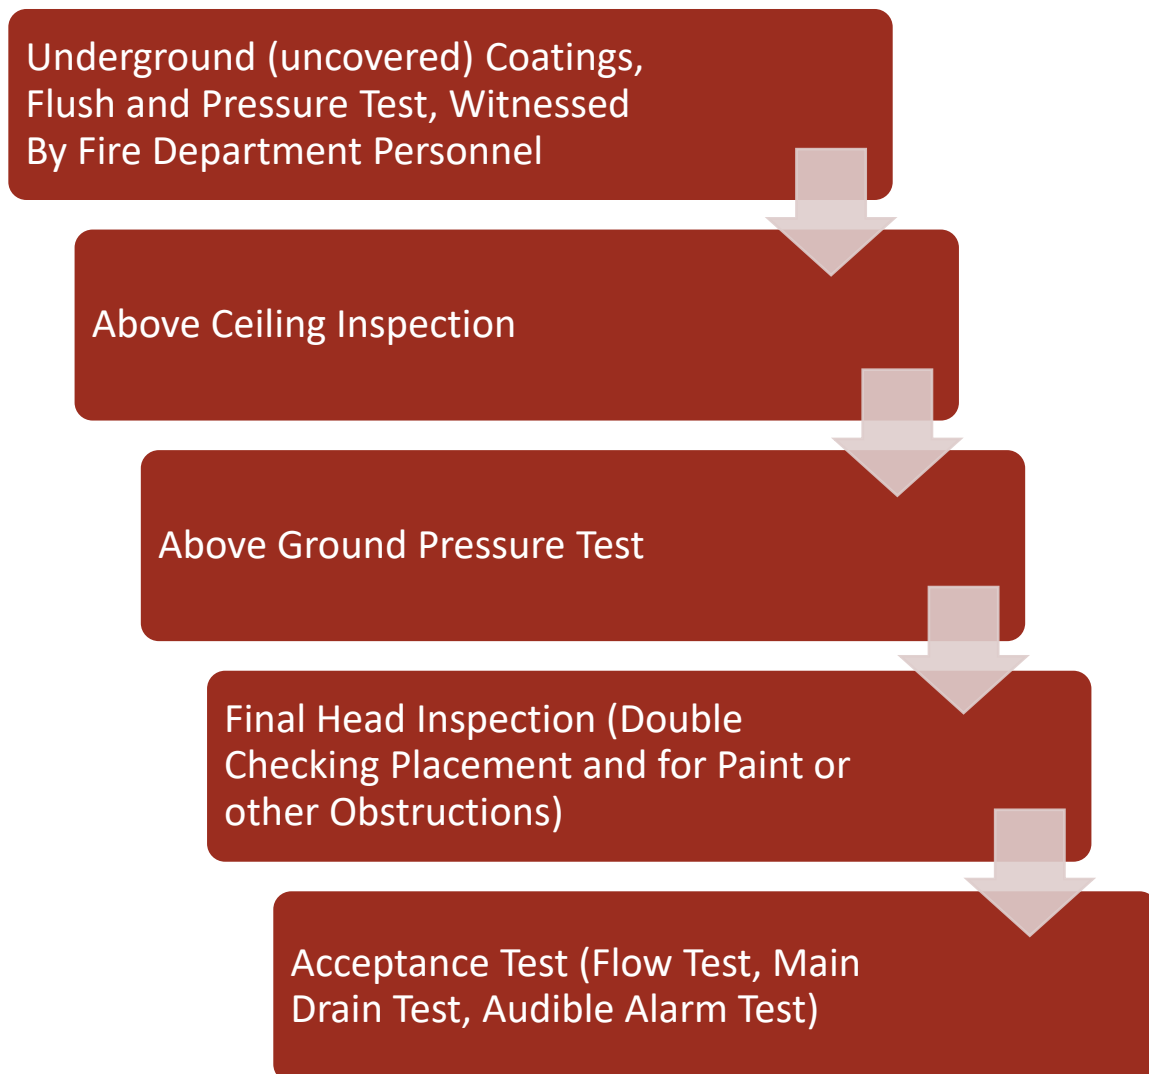 Underground (uncovered) Coatings,
Flush and Pressure Test, Witnessed
By Fire Department Personnel
Above Ceiling Inspection
Above Ground Pressure Test
Final Head Inspection (Double
Checking Placement and for Paint or
other Obstructions)
Acceptance Test (Flow Test, Main
Drain Test, Audible Alarm Test)